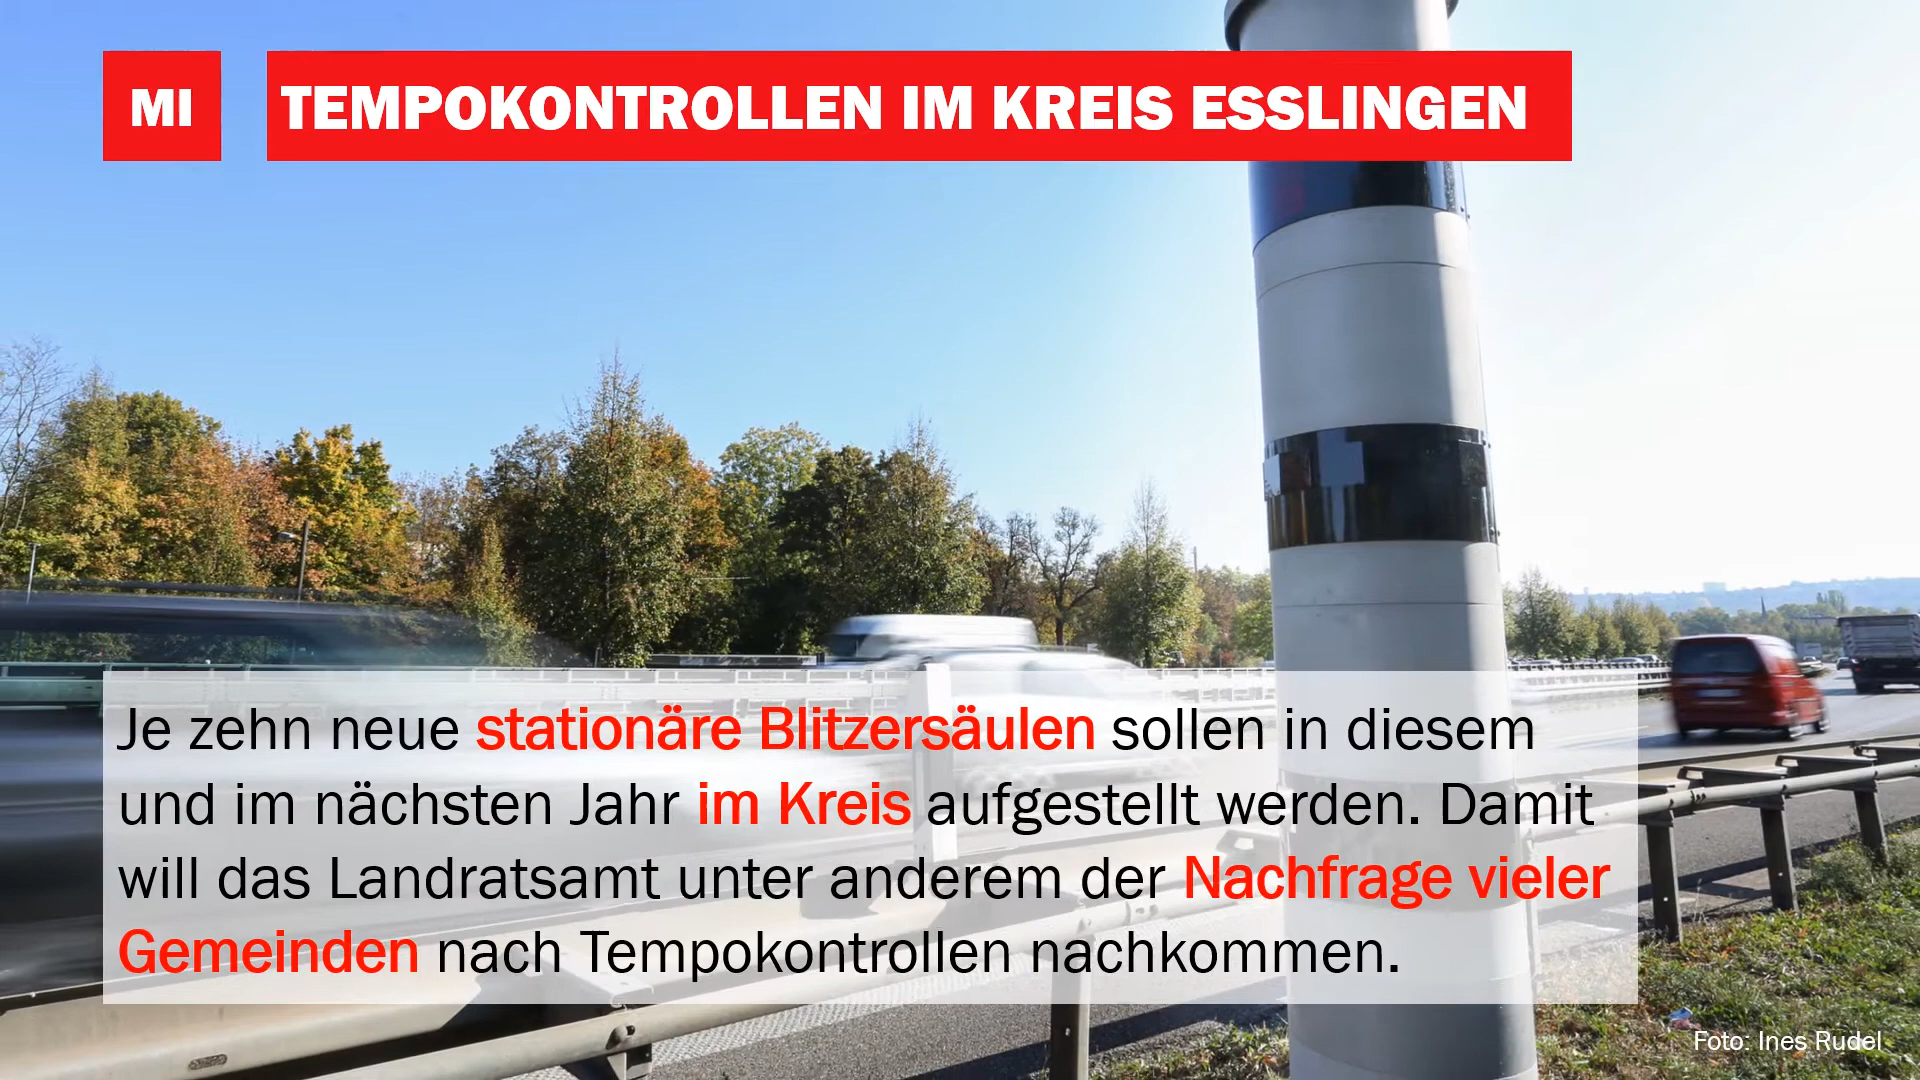 MI
TEMPOKONTROLLEN IM KREIS ESSLINGEN
Je zehn neue stationäre Blitzersäulen sollen in diesem
und im nächsten Jahr im Kreis aufgestellt werden. Damit
will das Landratsamt unter anderem der Nachfrage vieler
Gemeinden nach Tempokontrollen nachkommen.
Foto: Ines Rudel